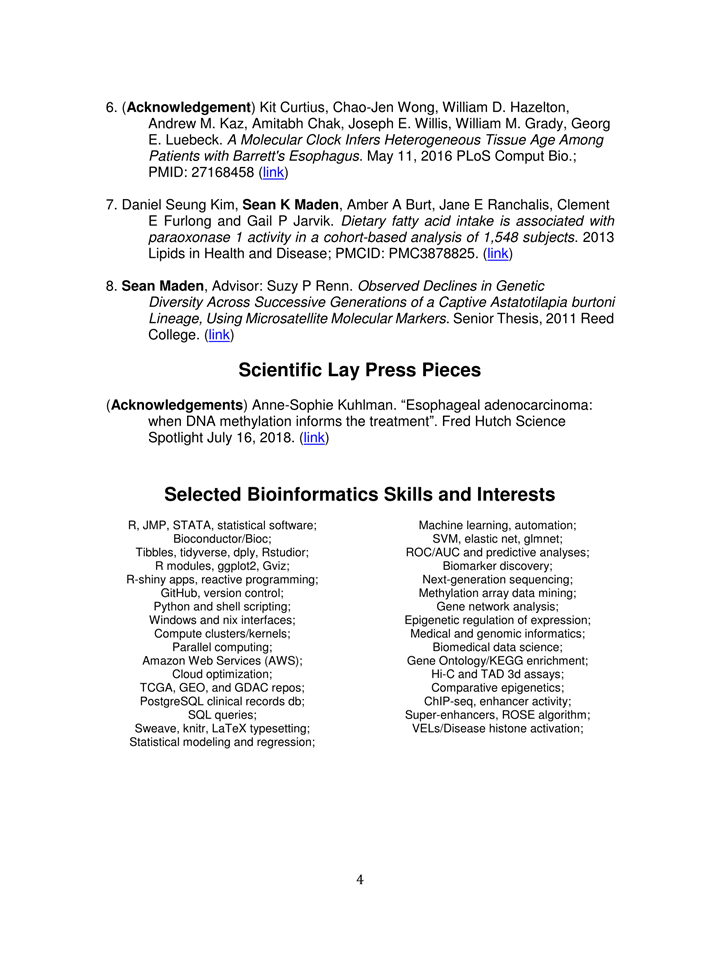 6. (Acknowledgement) Kit Curtius, Chao-Jen Wong, William D. Hazelton,
Andrew M. Kaz, Amitabh Chak, Joseph E. Willis, William M. Grady, Georg
E. Luebeck. A Molecular Clock Infers Heterogeneous Tissue Age Among
Patients with Barrett's Esophagus. May 11, 2016 PLoS Comput Bio.;
PMID: 27168458 (link)
7. Daniel Seung Kim, Sean K Maden, Amber A Burt, Jane E Ranchalis, Clement
E Furlong and Gail P Jarvik. Dietary fatty acid intake is associated with
paraoxonase 1 activity in a cohort-based analysis of 1,548 subjects. 2013
Lipids in Health and Disease; PMCID: PMC3878825. (link)
8. Sean Maden, Advisor: Suzy P Renn. Observed Declines in Genetic
Diversity Across Successive Generations of a Captive Astatotilapia burtoni
Lineage, Using Microsatellite Molecular Markers. Senior Thesis, 2011 Reed
College. (link)
Scientific Lay Press Pieces
(Acknowledgements) Anne-Sophie Kuhlman. “Esophageal adenocarcinoma:
when DNA methylation informs the treatment”. Fred Hutch Science
Spotlight July 16, 2018. (link)
Selected Bioinformatics Skills and Interests
R, JMP, STATA, statistical software;
Bioconductor/Bioc;
Tibbles, tidyverse, dply, Rstudior;
R modules, ggplot2, Gviz;
R-shiny apps, reactive programming;
GitHub, version control;
Python and shell scripting;
Windows and nix interfaces;
Compute clusters/kernels;
Parallel computing;
Amazon Web Services (AWS);
Cloud optimization;
TCGA, GEO, and GDAC repos;
PostgreSQL clinical records db;
SQL queries;
Sweave, knitr, LaTeX typesetting;
Statistical modeling and regression;
Machine learning, automation;
SVM, elastic net, glmnet;
ROC/AUC and predictive analyses;
Biomarker discovery;
Next-generation sequencing;
Methylation array data mining;
Gene network analysis;
Epigenetic regulation of expression;
Medical and genomic informatics;
Biomedical data science;
Gene Ontology/KEGG enrichment;
Hi-C and TAD 3d assays;
Comparative epigenetics;
ChIP-seq, enhancer activity;
Super-enhancers, ROSE algorithm;
VELs/Disease histone activation;
4